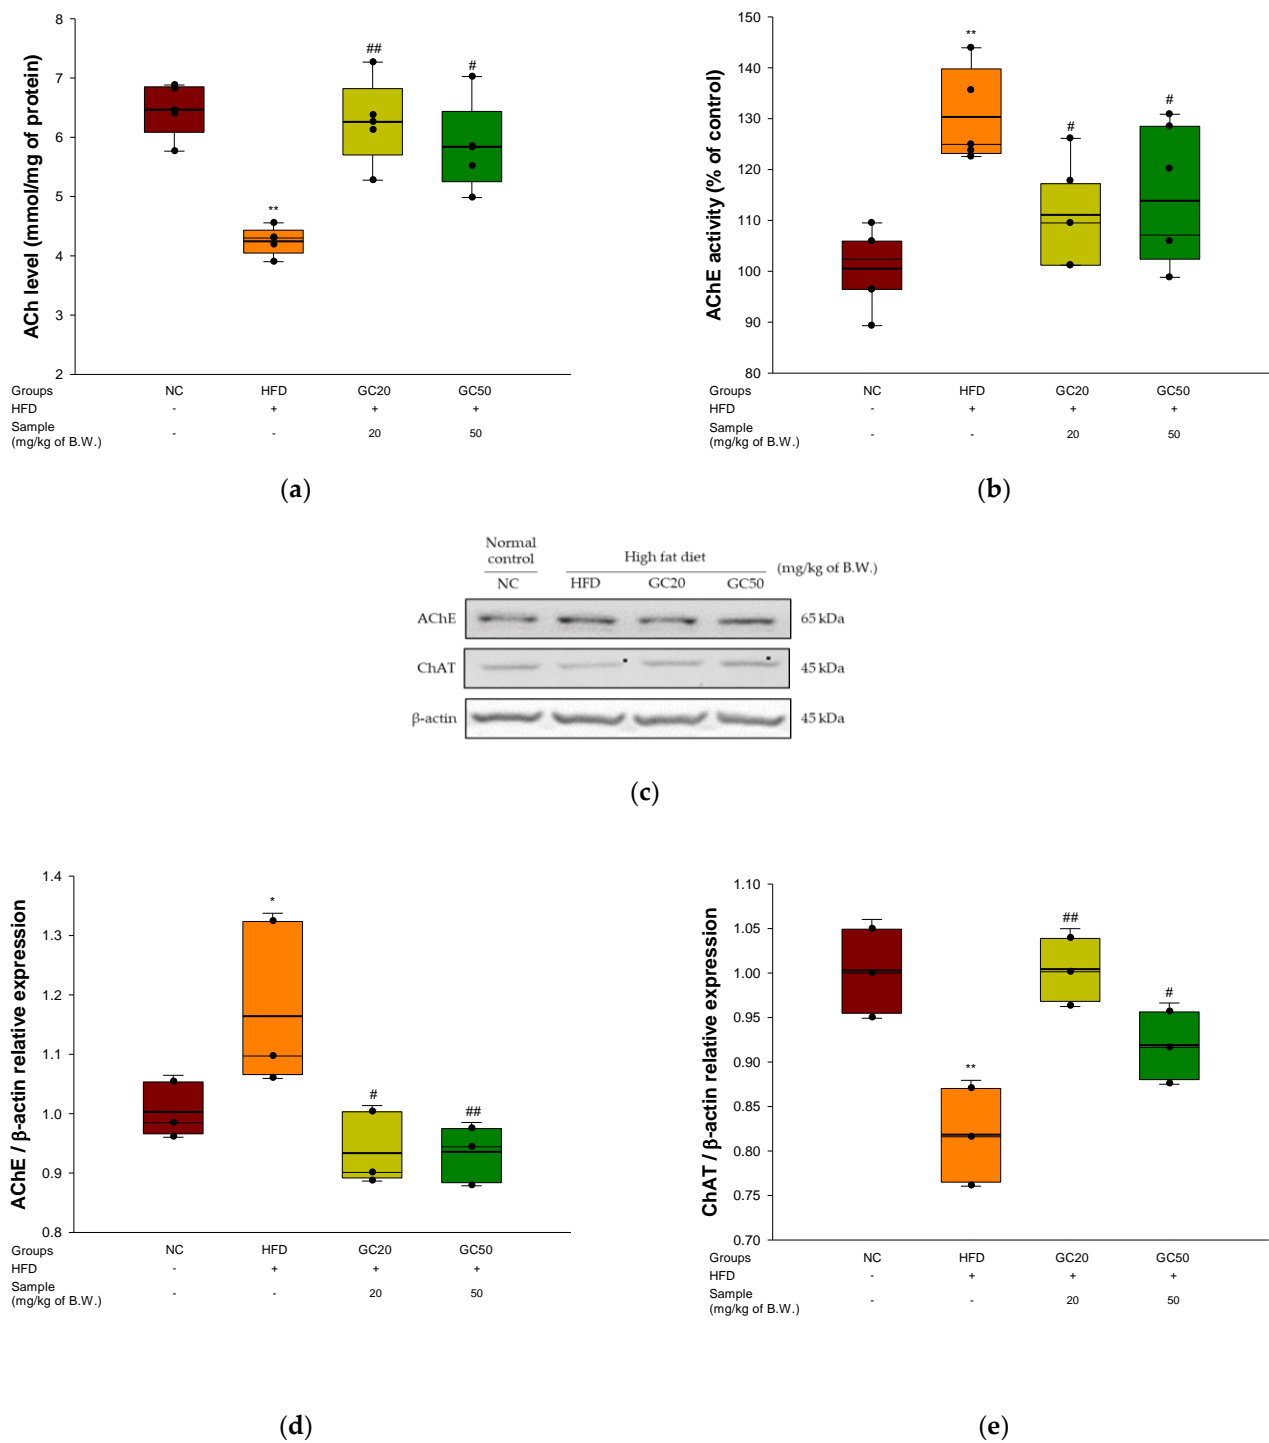 ACh level (mmol/mg of protein)
8
7
6
5
4
3
2
##
#
**
Groups NC HFD GC20 GC50
HFD - + + +
Sample
(mg/kg of B.W.) - - 20 50
(a)
AChE activity (% of control)
150
140
130
120
110
100
90
80
**
#
#
Groups NC HFD GC20 GC50
HFD - + + +
Sample
(mg/kg of B.W.) - - 20 50
(b)
Normal
control
High fat diet
(mg/kg of B.W.)
NC HFD GC20 GC50
AChE 65 kDa
ChAT 45 kDa
β-actin 45 kDa
(c)
AChE / β-actin relative expression
1.4
1.3
1.2
1.1
1.0
0.9
0.8
*
#
##
Groups NC HFD GC20 GC50
HFD - + + +
Sample
(mg/kg of B.W.) - - 20 50
(d)
ChAT / β-actin relative expression
1.10
1.05
1.00
0.95
0.90
0.85
0.80
0.75
0.70
##
#
**
Groups NC HFD GC20 GC50
HFD - + + +
Sample
(mg/kg of B.W.) - - 20 50
(e)